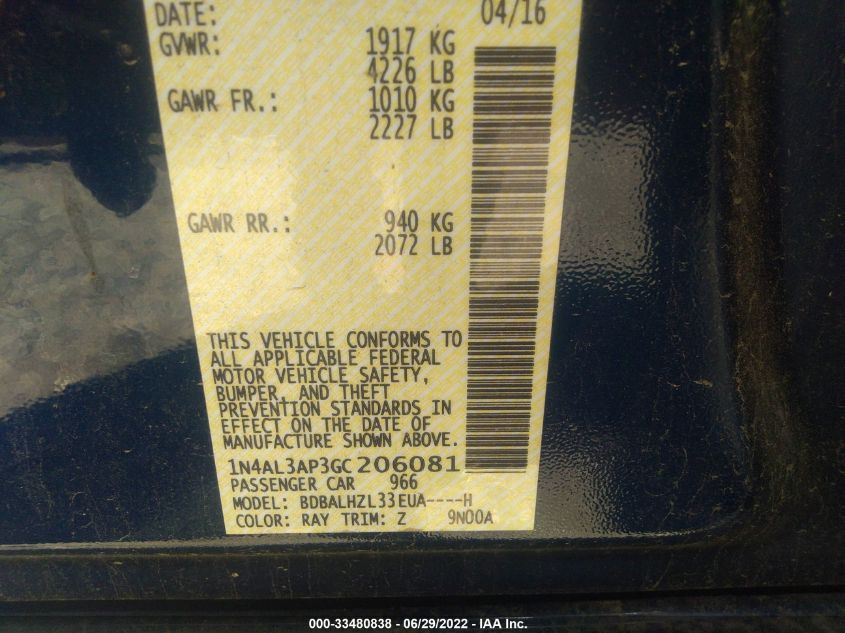 DATE: 04/16
GVWR: 1917 KG
4226 LB
GAWR FR.: 1010 KG
2227 LB
GAWR RR.: 940 KG
2072 LB
THIS VEHICLE CONFORMS TO
ALL APPLICABLE FEDERAL
MOTOR VEHICLE SAFETY,
BUMPER, AND THEFT
PREVENTION STANDARDS IN
EFFECT ON THE DATE OF
MANUFACTURE SHOWN ABOVE.
1N4AL3AP3GC206081
PASSENGER CAR 966
MODEL: BDBALHZL33EUA----H
COLOR: RAY TRIM: Z 9N00A
000-33480838 - 06/29/2022 - IAA Inc.